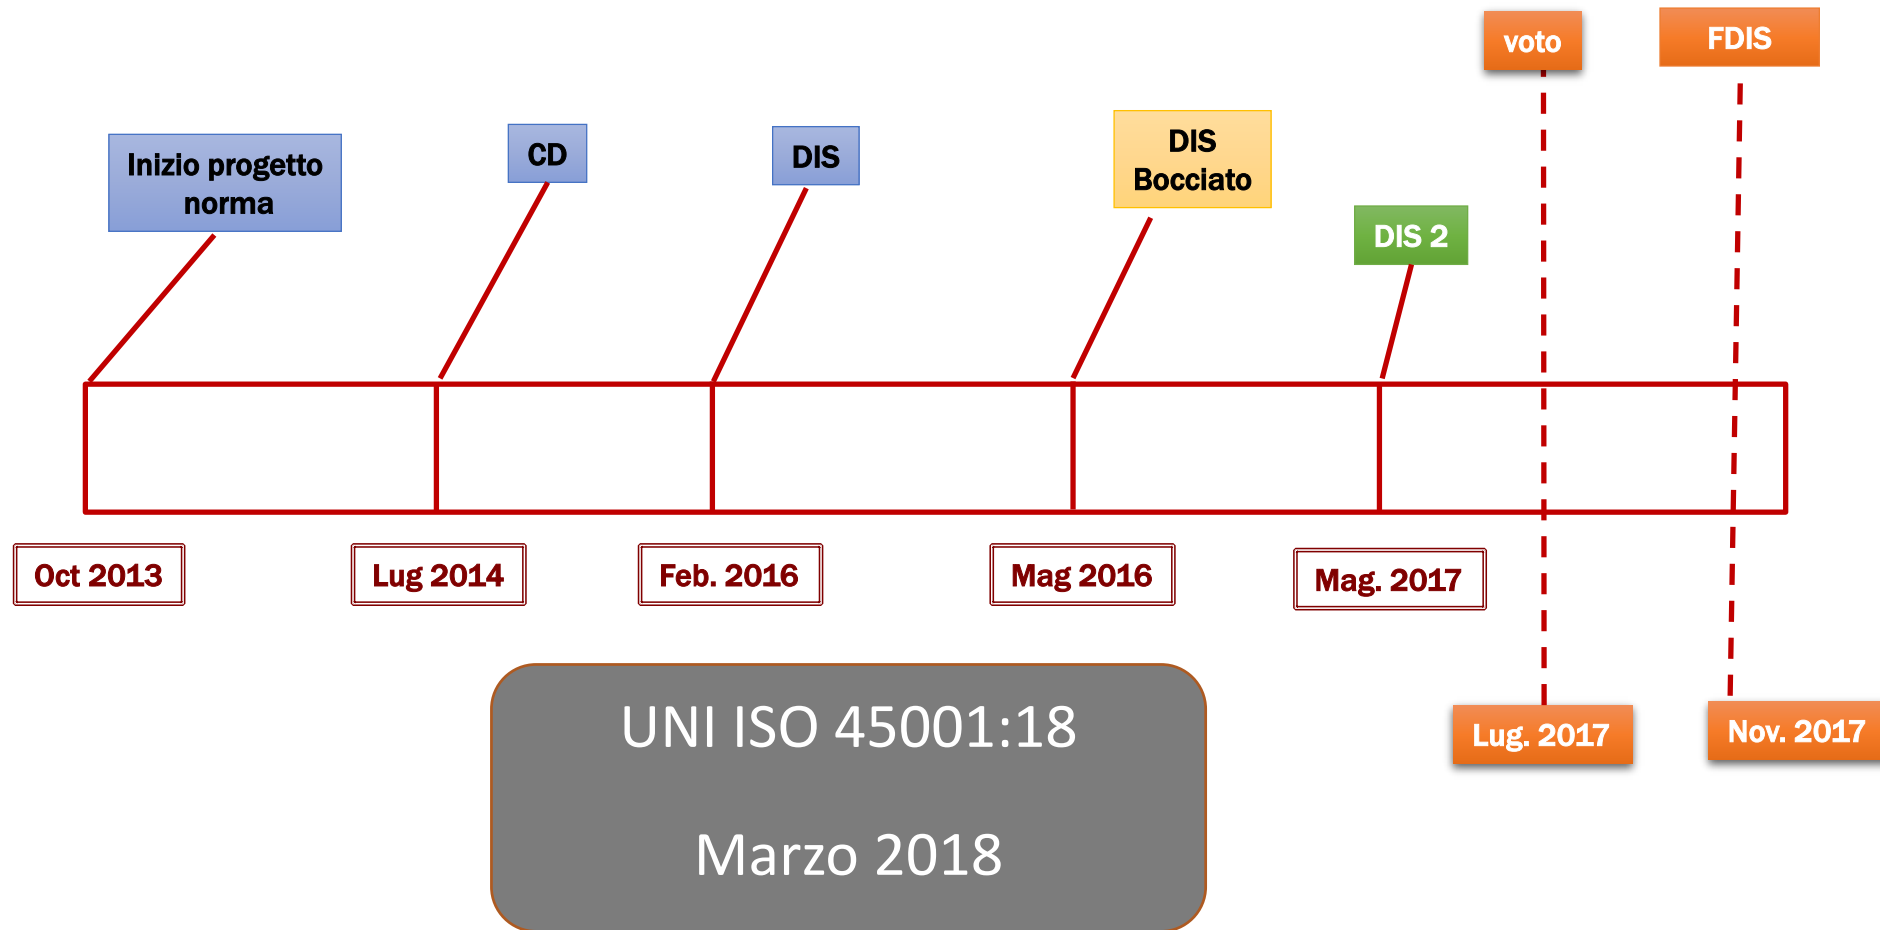 voto
FDIS
Inizio progetto
norma
CD
DIS
DIS
Bocciato
DIS 2
Oct 2013
Lug 2014
Feb. 2016
Mag 2016
Mag. 2017
Lug. 2017
Nov. 2017
UNI ISO 45001:18
Marzo 2018